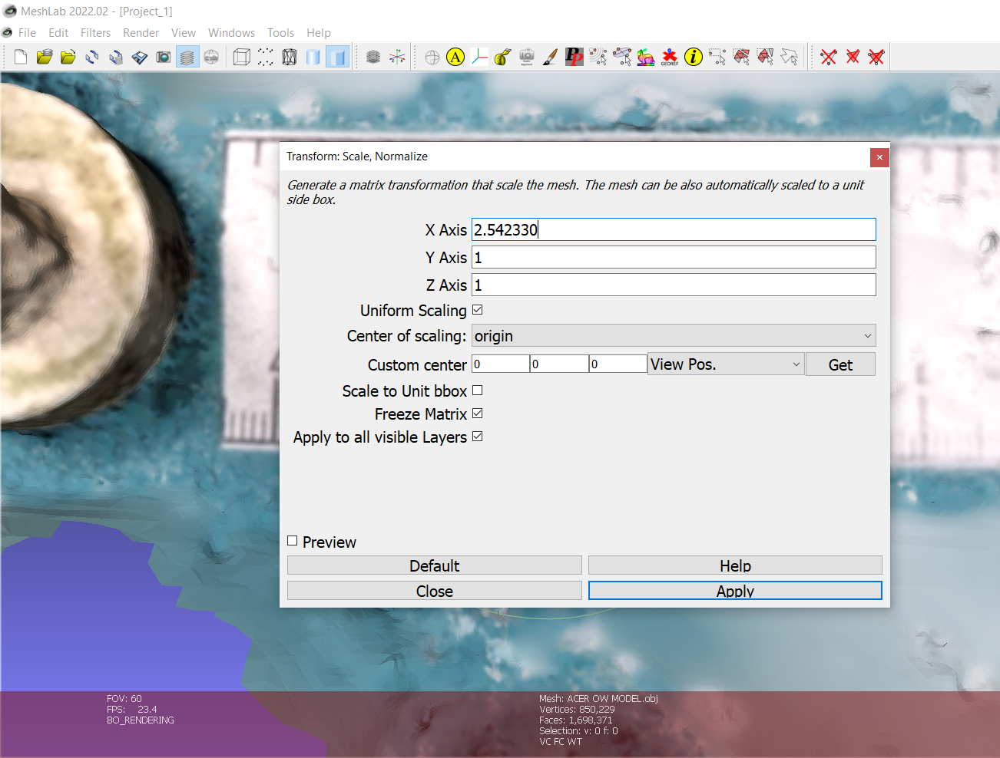 MeshLab 2022.02 - [Project_1]
File Edit Filters Render View Windows Tools Help
A
PP
GEOREF
i
Transform: Scale, Normalize
Generate a matrix transformation that scale the mesh. The mesh can be also automatically scaled to a unit
side box.
X Axis 2.542330
Y Axis 1
Z Axis 1
Uniform Scaling
Center of scaling: origin
Custom center 0 0 0 View Pos. Get
Scale to Unit bbox
Freeze Matrix
Apply to all visible Layers
Preview
Default Help
Close Apply
FOV: 60
FPS: 23.4
BO_RENDERING
Mesh: ACER OW MODEL.obj
Vertices: 850,229
Faces: 1,698,371
Selection: v: 0 f: 0
VC FC WT